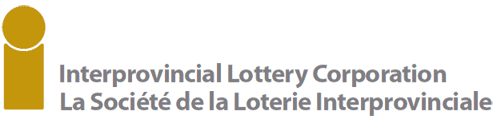 Interprovincial Lottery Corporation
La Société de la Loterie Interprovinciale